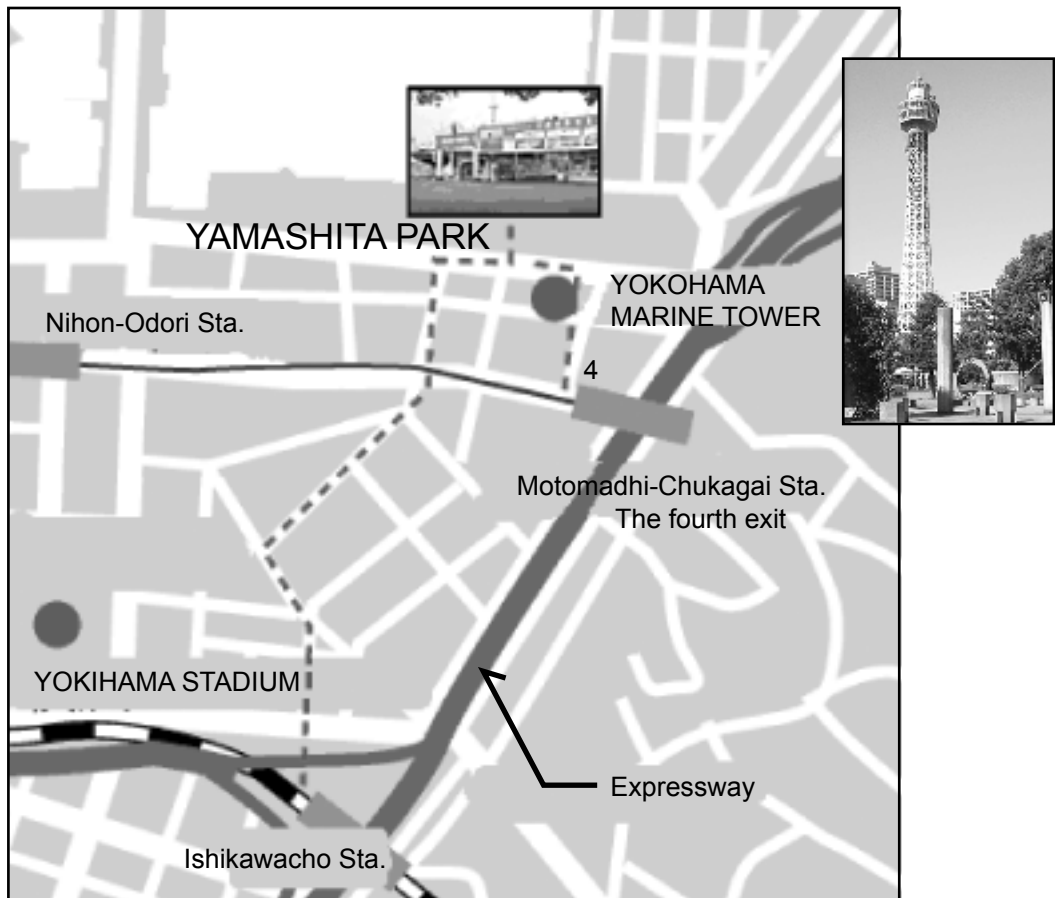 YAMASHITA PARK
YOKOHAMA
MARINE TOWER
Nihon-Odori Sta.
4
Motomadhi-Chukagai Sta.
The fourth exit
YOKIHAMA STADIUM
Expressway
Ishikawacho Sta.